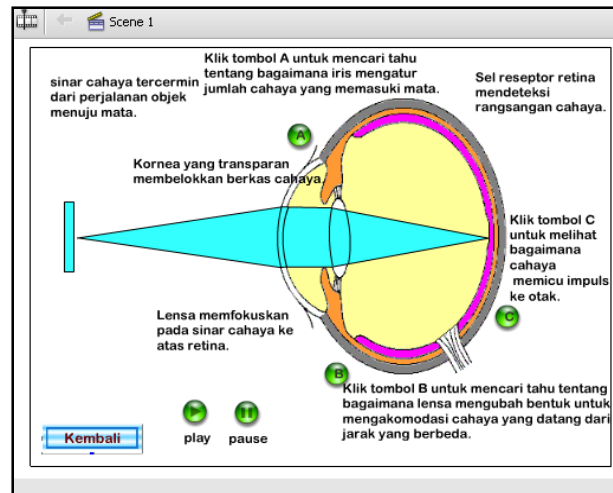 Scene 1
sinar cahaya tercermin
dari perjalanan objek
menuju mata.
Klik tombol A untuk mencari tahu
tentang bagaimana iris mengatur
jumlah cahaya yang memasuki mata.
Sel reseptor retina
mendeteksi
rangsangan cahaya.
A
Kornea yang transparan
membelokkan berkas cahaya.
Klik tombol C
untuk melihat
bagaimana
cahaya
memicu impuls
ke otak.
C
Lensa memfokuskan
pada sinar cahaya ke
atas retina.
B
Klik tombol B untuk mencari tahu tentang
bagaimana lensa mengubah bentuk untuk
mengakomodasi cahaya yang datang dari
jarak yang berbeda.
Kembali
play
pause